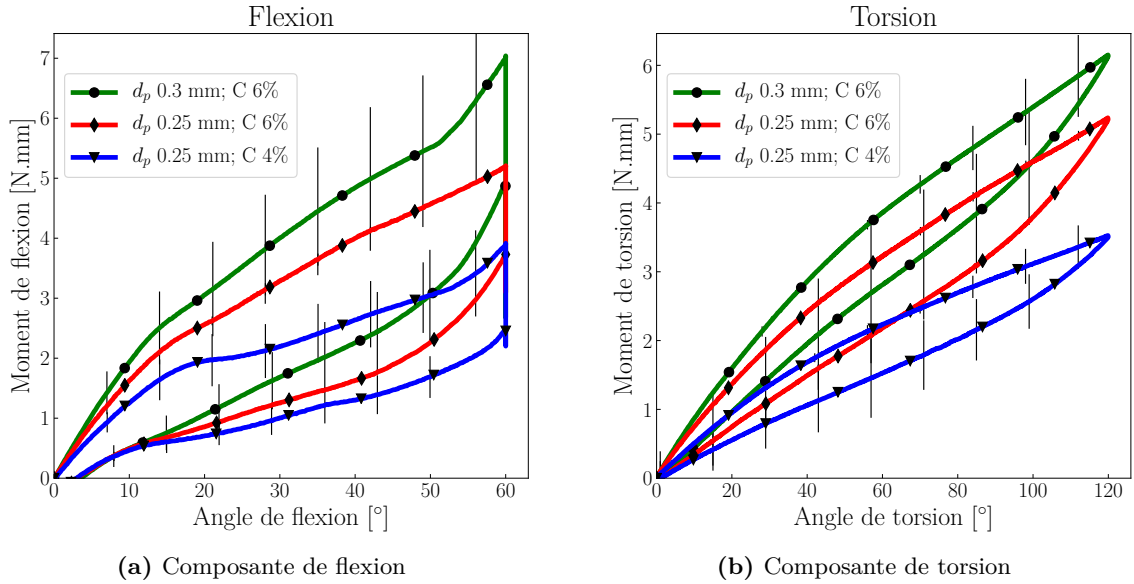 Flexion
7
6
5
4
3
2
1
0
Moment de flexion [N.mm]
d_p 0.3 mm; C 6%
d_p 0.25 mm; C 6%
d_p 0.25 mm; C 4%
0 10 20 30 40 50 60
Angle de flexion [°]
(a) Composante de flexion
Torsion
6
5
4
3
2
1
0
Moment de torsion [N.mm]
d_p 0.3 mm; C 6%
d_p 0.25 mm; C 6%
d_p 0.25 mm; C 4%
0 20 40 60 80 100 120
Angle de torsion [°]
(b) Composante de torsion